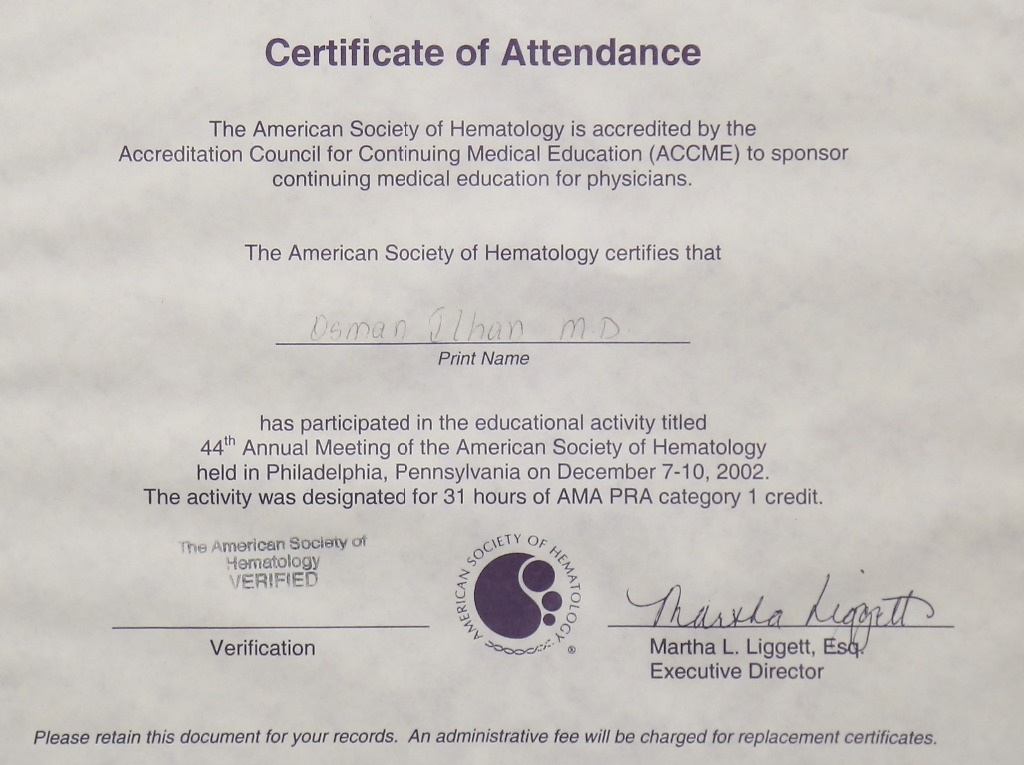 Certificate of Attendance
The American Society of Hematology is accredited by the
Accreditation Council for Continuing Medical Education (ACCME) to sponsor
continuing medical education for physicians.
The American Society of Hematology certifies that
Osman Ilhan M.D.
Print Name
has participated in the educational activity titled
44th Annual Meeting of the American Society of Hematology
held in Philadelphia, Pennsylvania on December 7-10, 2002.
The activity was designated for 31 hours of AMA PRA category 1 credit.
The American Society of
Hematology
VERIFIED
Verification
AMERICAN SOCIETY OF HEMATOLOGY
®
Martha Liggett
Martha L. Liggett, Esq.
Executive Director
Please retain this document for your records. An administrative fee will be charged for replacement certificates.